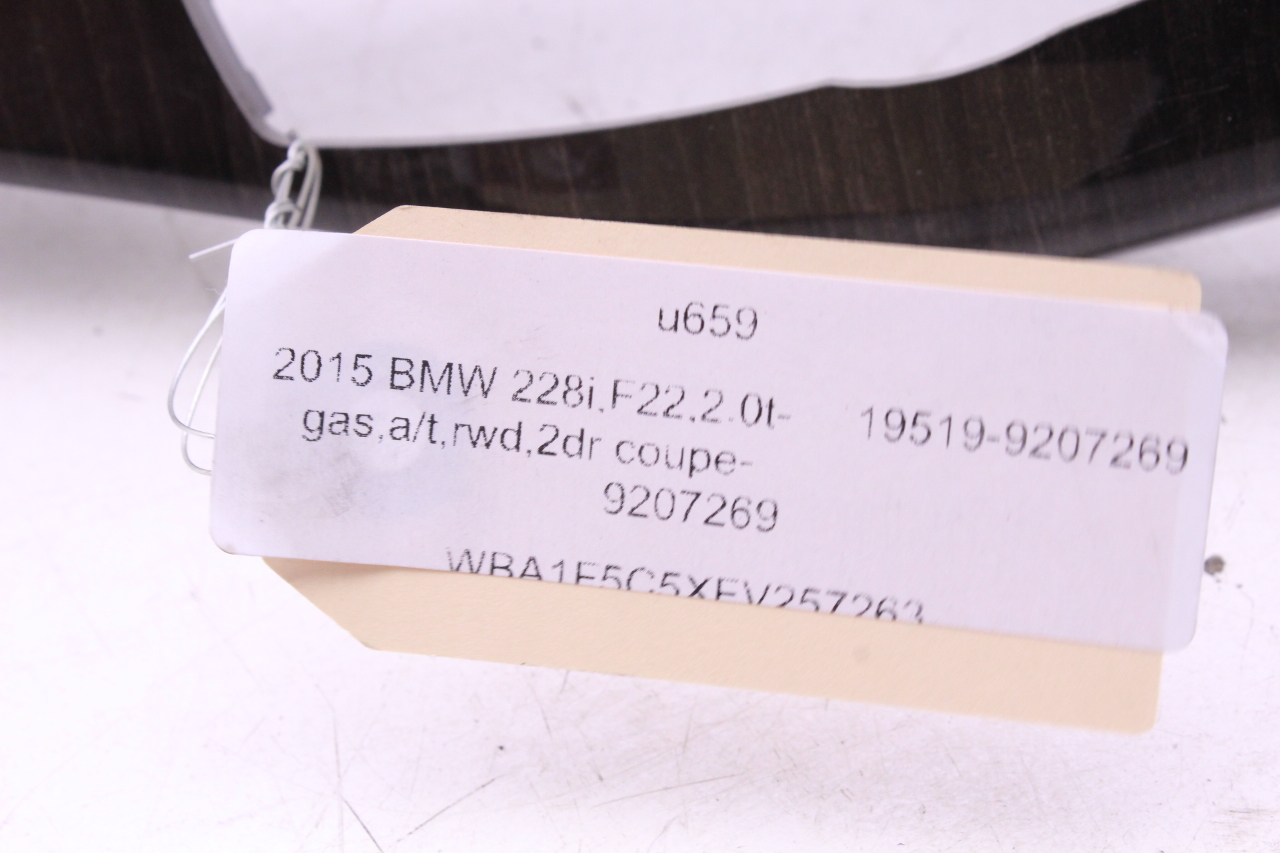 u659
2015 BMW 228i,F22,2.0t-
gas,a/t,rwd,2dr coupe-
9207269
19519-9207269
WBA1F5C5XFV257263